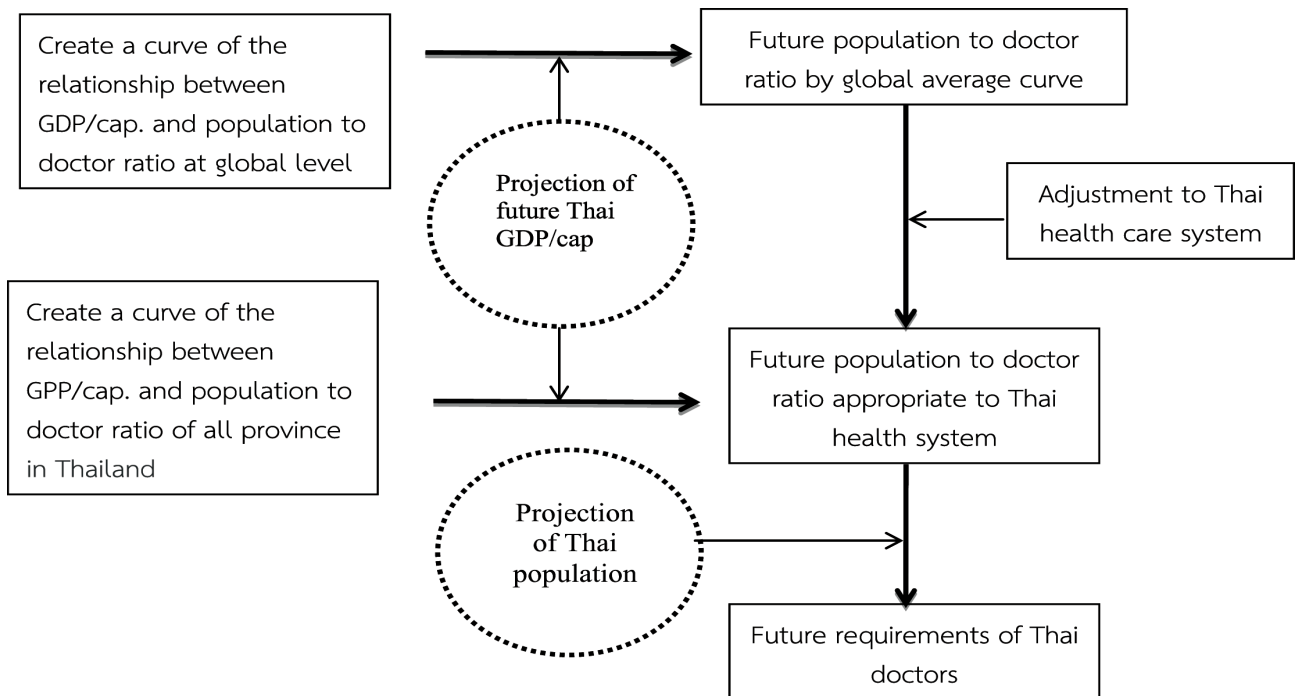 Create a curve of the
relationship between
GDP/cap. and population to
doctor ratio at global level
Future population to doctor
ratio by global average curve
Projection of
future Thai
GDP/cap
Adjustment to Thai
health care system
Create a curve of the
relationship between
GPP/cap. and population to
doctor ratio of all province
in Thailand
Future population to doctor
ratio appropriate to Thai
health system
Projection
of Thai
population
Future requirements of Thai
doctors